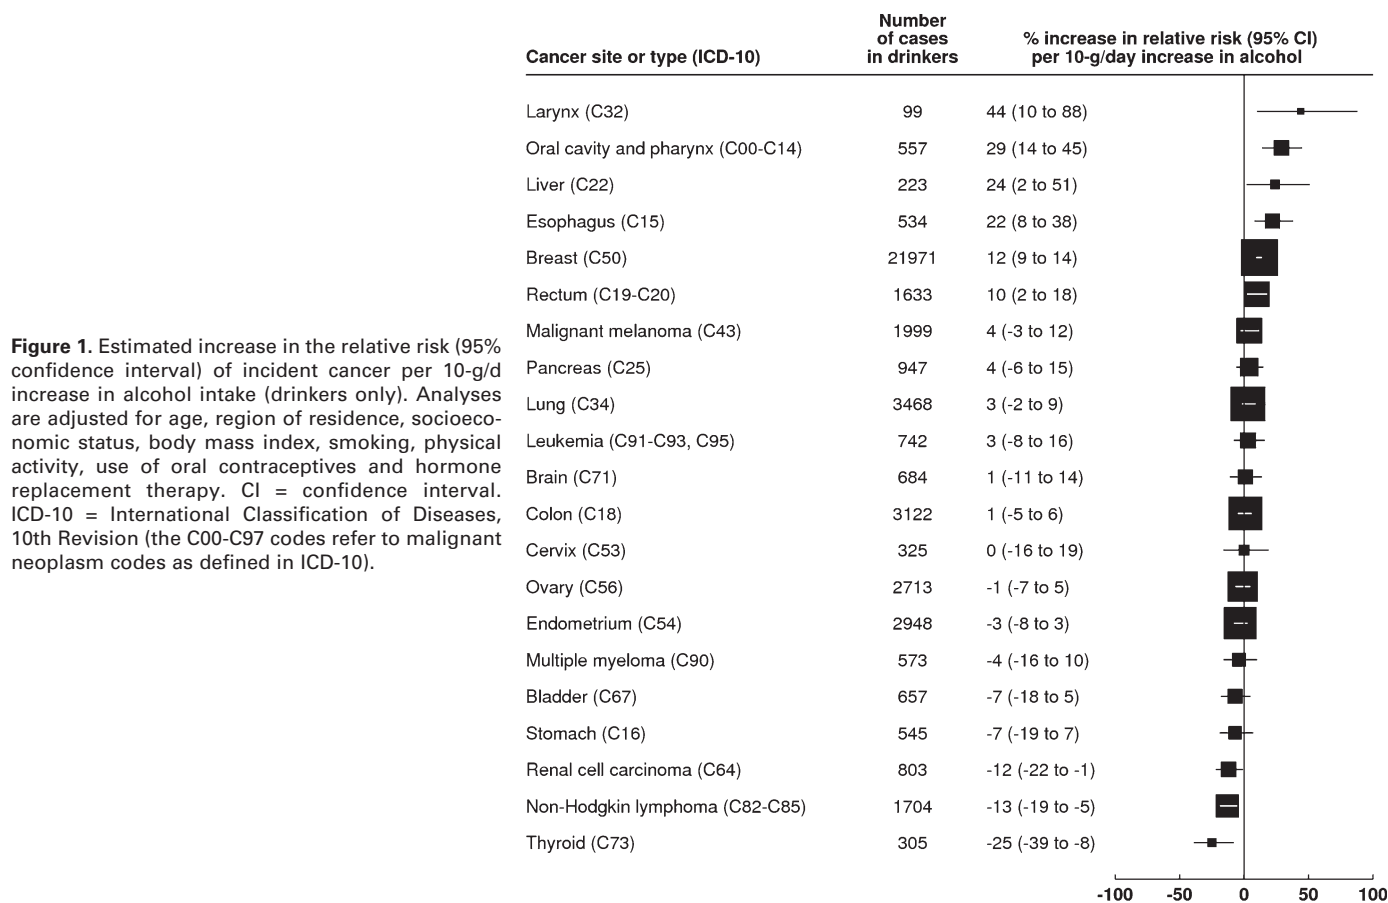 Number
of cases
in drinkers
Cancer site or type (ICD-10)
% increase in relative risk (95% CI)
per 10-g/day increase in alcohol
Larynx (C32) 99 44 (10 to 88)
Oral cavity and pharynx (C00-C14) 557 29 (14 to 45)
Liver (C22) 223 24 (2 to 51)
Esophagus (C15) 534 22 (8 to 38)
Breast (C50) 21971 12 (9 to 14)
Rectum (C19-C20) 1633 10 (2 to 18)
Malignant melanoma (C43) 1999 4 (-3 to 12)
Pancreas (C25) 947 4 (-6 to 15)
Lung (C34) 3468 3 (-2 to 9)
Leukemia (C91-C93, C95) 742 3 (-8 to 16)
Brain (C71) 684 1 (-11 to 14)
Colon (C18) 3122 1 (-5 to 6)
Cervix (C53) 325 0 (-16 to 19)
Ovary (C56) 2713 -1 (-7 to 5)
Endometrium (C54) 2948 -3 (-8 to 3)
Multiple myeloma (C90) 573 -4 (-16 to 10)
Bladder (C67) 657 -7 (-18 to 5)
Stomach (C16) 545 -7 (-19 to 7)
Renal cell carcinoma (C64) 803 -12 (-22 to -1)
Non-Hodgkin lymphoma (C82-C85) 1704 -13 (-19 to -5)
Thyroid (C73) 305 -25 (-39 to -8)
-100 -50 0 50 100
Figure 1. Estimated increase in the relative risk (95%
confidence interval) of incident cancer per 10-g/d
increase in alcohol intake (drinkers only). Analyses
are adjusted for age, region of residence, socioeco-
nomic status, body mass index, smoking, physical
activity, use of oral contraceptives and hormone
replacement therapy. CI = confidence interval.
ICD-10 = International Classification of Diseases,
10th Revision (the C00-C97 codes refer to malignant
neoplasm codes as defined in ICD-10).